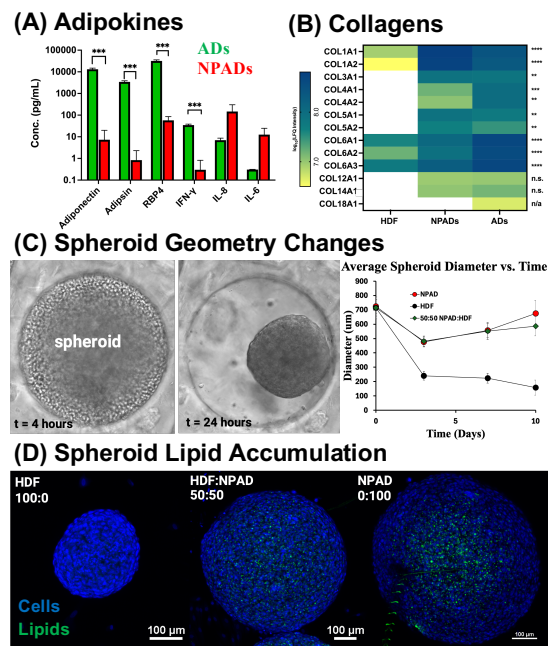 (A) Adipokines
Conc. (pg/mL)
100000
10000
1000
100
10
1
0.1
***
***
***
***
ADs
NPADs
Adiponectin
Adipsin
RBP4
IFN-γ
IL-8
IL-6
(B) Collagens
log10LFQ Intensity
8.0
7.0
COL1A1 ****
COL1A2 ****
COL3A1 **
COL4A1 ***
COL4A2 **
COL5A1 **
COL5A2 **
COL6A1 ****
COL6A2 ****
COL6A3 ****
COL12A1 n.s.
COL14A1 n.s.
COL18A1 n/a
HDF NPADs ADs
(C) Spheroid Geometry Changes
spheroid
t = 4 hours
t = 24 hours
Average Spheroid Diameter vs. Time
Diameter (um)
900
800
700
600
500
400
300
200
100
0
NPAD
HDF
50:50 NPAD:HDF
0 5 10
Time (Days)
(D) Spheroid Lipid Accumulation
HDF
100:0
HDF:NPAD
50:50
NPAD
0:100
Cells
Lipids
100 μm
100 μm
100 μm